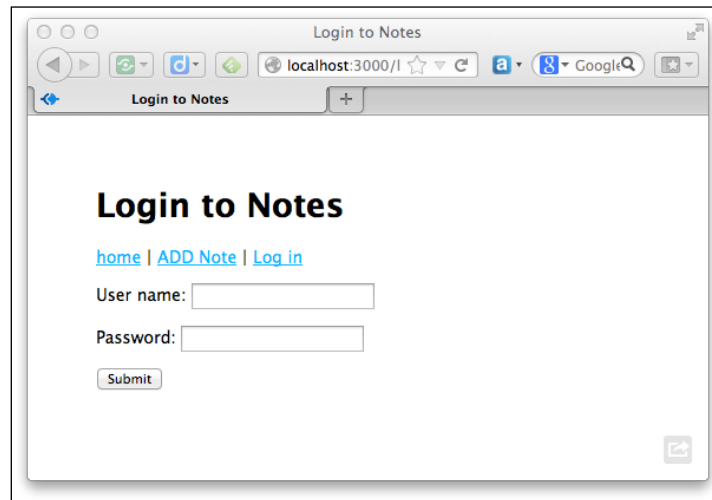 Login to Notes
localhost:3000/l
a
8
Google
Login to Notes
+
Login to Notes
home | ADD Note | Log in
User name:
Password:
Submit